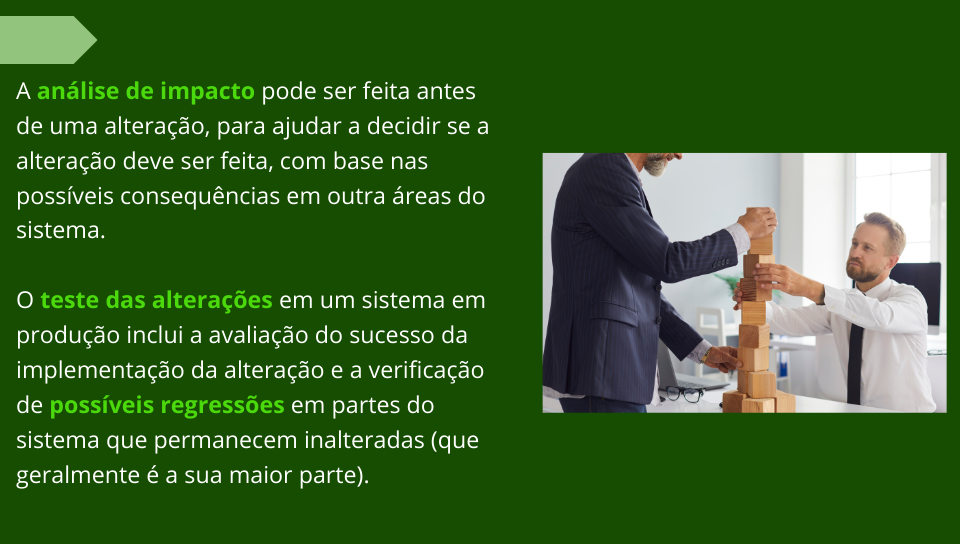 A análise de impacto pode ser feita antes
de uma alteração, para ajudar a decidir se a
alteração deve ser feita, com base nas
possíveis consequências em outra áreas do
sistema.
O teste das alterações em um sistema em
produção inclui a avaliação do sucesso da
implementação da alteração e a verificação
de possíveis regressões em partes do
sistema que permanecem inalteradas (que
geralmente é a sua maior parte).